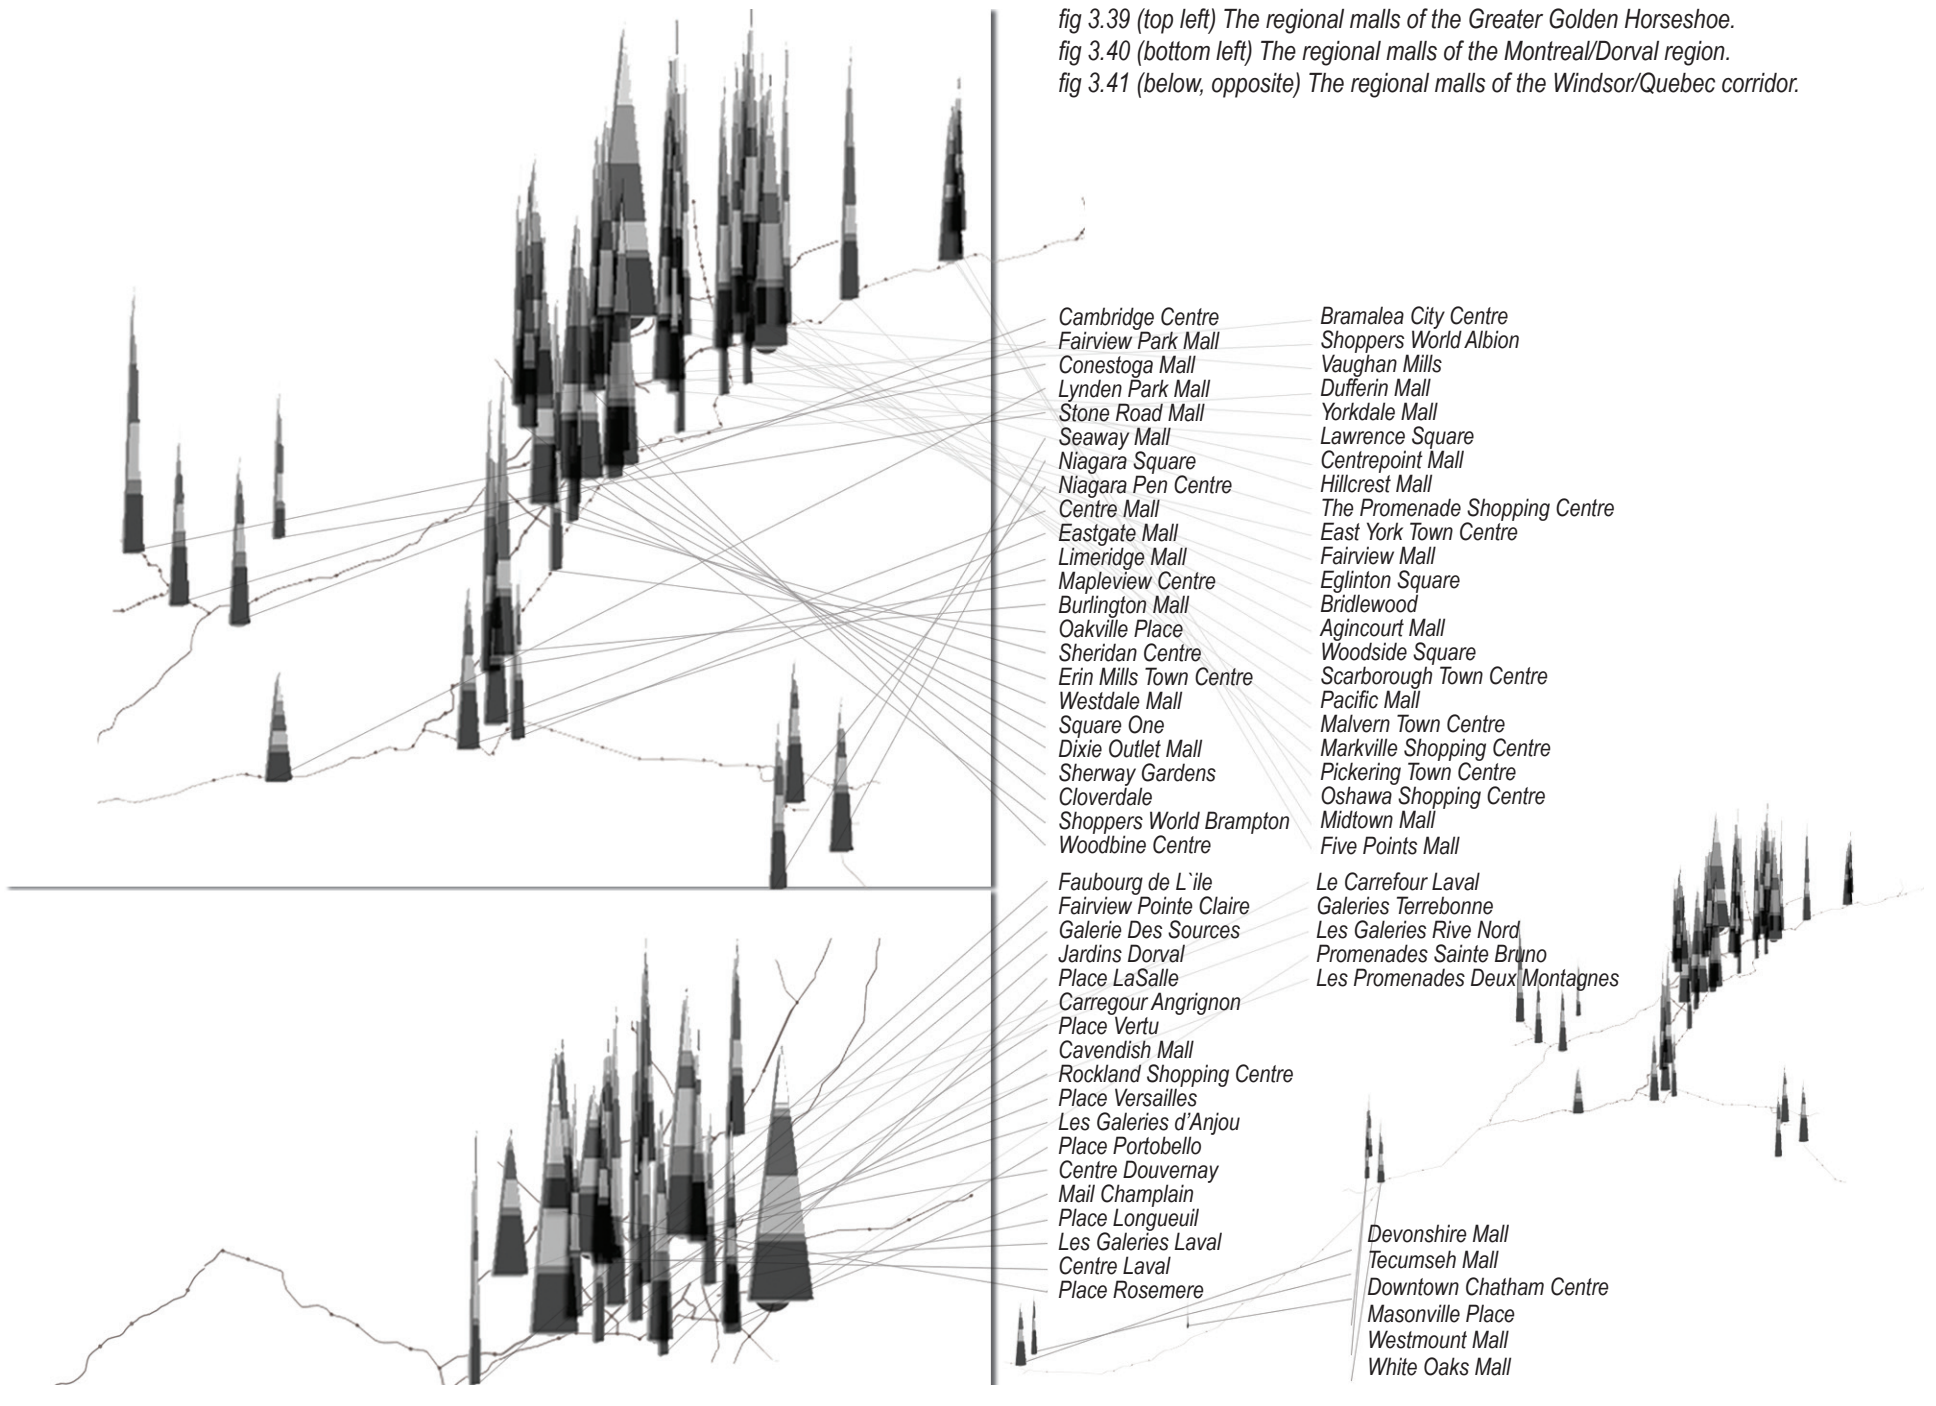 fig 3.39 (top left) The regional malls of the Greater Golden Horseshoe.
fig 3.40 (bottom left) The regional malls of the Montreal/Dorval region.
fig 3.41 (below, opposite) The regional malls of the Windsor/Quebec corridor.
Cambridge Centre
Fairview Park Mall
Conestoga Mall
Lynden Park Mall
Stone Road Mall
Seaway Mall
Niagara Square
Niagara Pen Centre
Centre Mall
Eastgate Mall
Limeridge Mall
Mapleview Centre
Burlington Mall
Oakville Place
Sheridan Centre
Erin Mills Town Centre
Westdale Mall
Square One
Dixie Outlet Mall
Sherway Gardens
Cloverdale
Shoppers World Brampton
Woodbine Centre
Bramalea City Centre
Shoppers World Albion
Vaughan Mills
Dufferin Mall
Yorkdale Mall
Lawrence Square
Centrepoint Mall
Hillcrest Mall
The Promenade Shopping Centre
East York Town Centre
Fairview Mall
Eglinton Square
Bridlewood
Agincourt Mall
Woodside Square
Scarborough Town Centre
Pacific Mall
Malvern Town Centre
Markville Shopping Centre
Pickering Town Centre
Oshawa Shopping Centre
Midtown Mall
Five Points Mall
Faubourg de L`ile
Fairview Pointe Claire
Galerie Des Sources
Jardins Dorval
Place LaSalle
Carregour Angrignon
Place Vertu
Cavendish Mall
Rockland Shopping Centre
Place Versailles
Les Galeries d’Anjou
Place Portobello
Centre Douvernay
Mail Champlain
Place Longueuil
Les Galeries Laval
Centre Laval
Place Rosemere
Le Carrefour Laval
Galeries Terrebonne
Les Galeries Rive Nord
Promenades Sainte Bruno
Les Promenades Deux Montagnes
Devonshire Mall
Tecumseh Mall
Downtown Chatham Centre
Masonville Place
Westmount Mall
White Oaks Mall